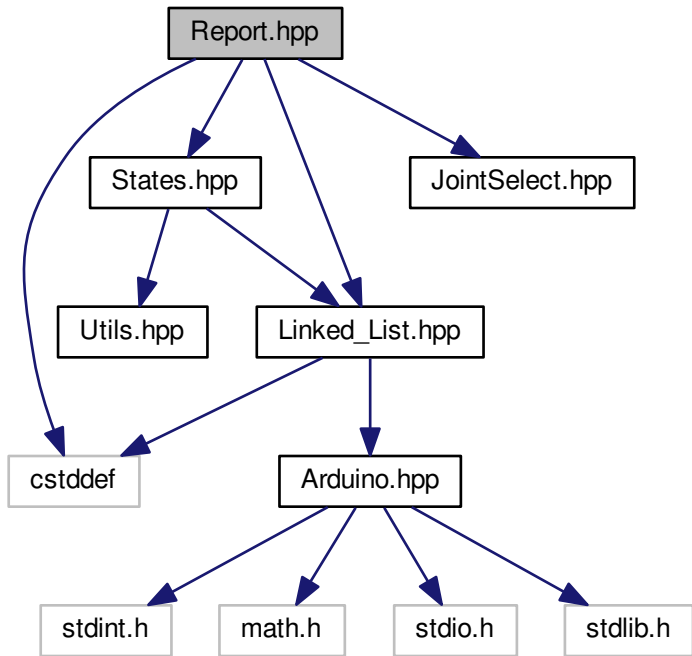 Report.hpp
States.hpp
JointSelect.hpp
Utils.hpp
Linked_List.hpp
cstddef
Arduino.hpp
stdint.h
math.h
stdio.h
stdlib.h